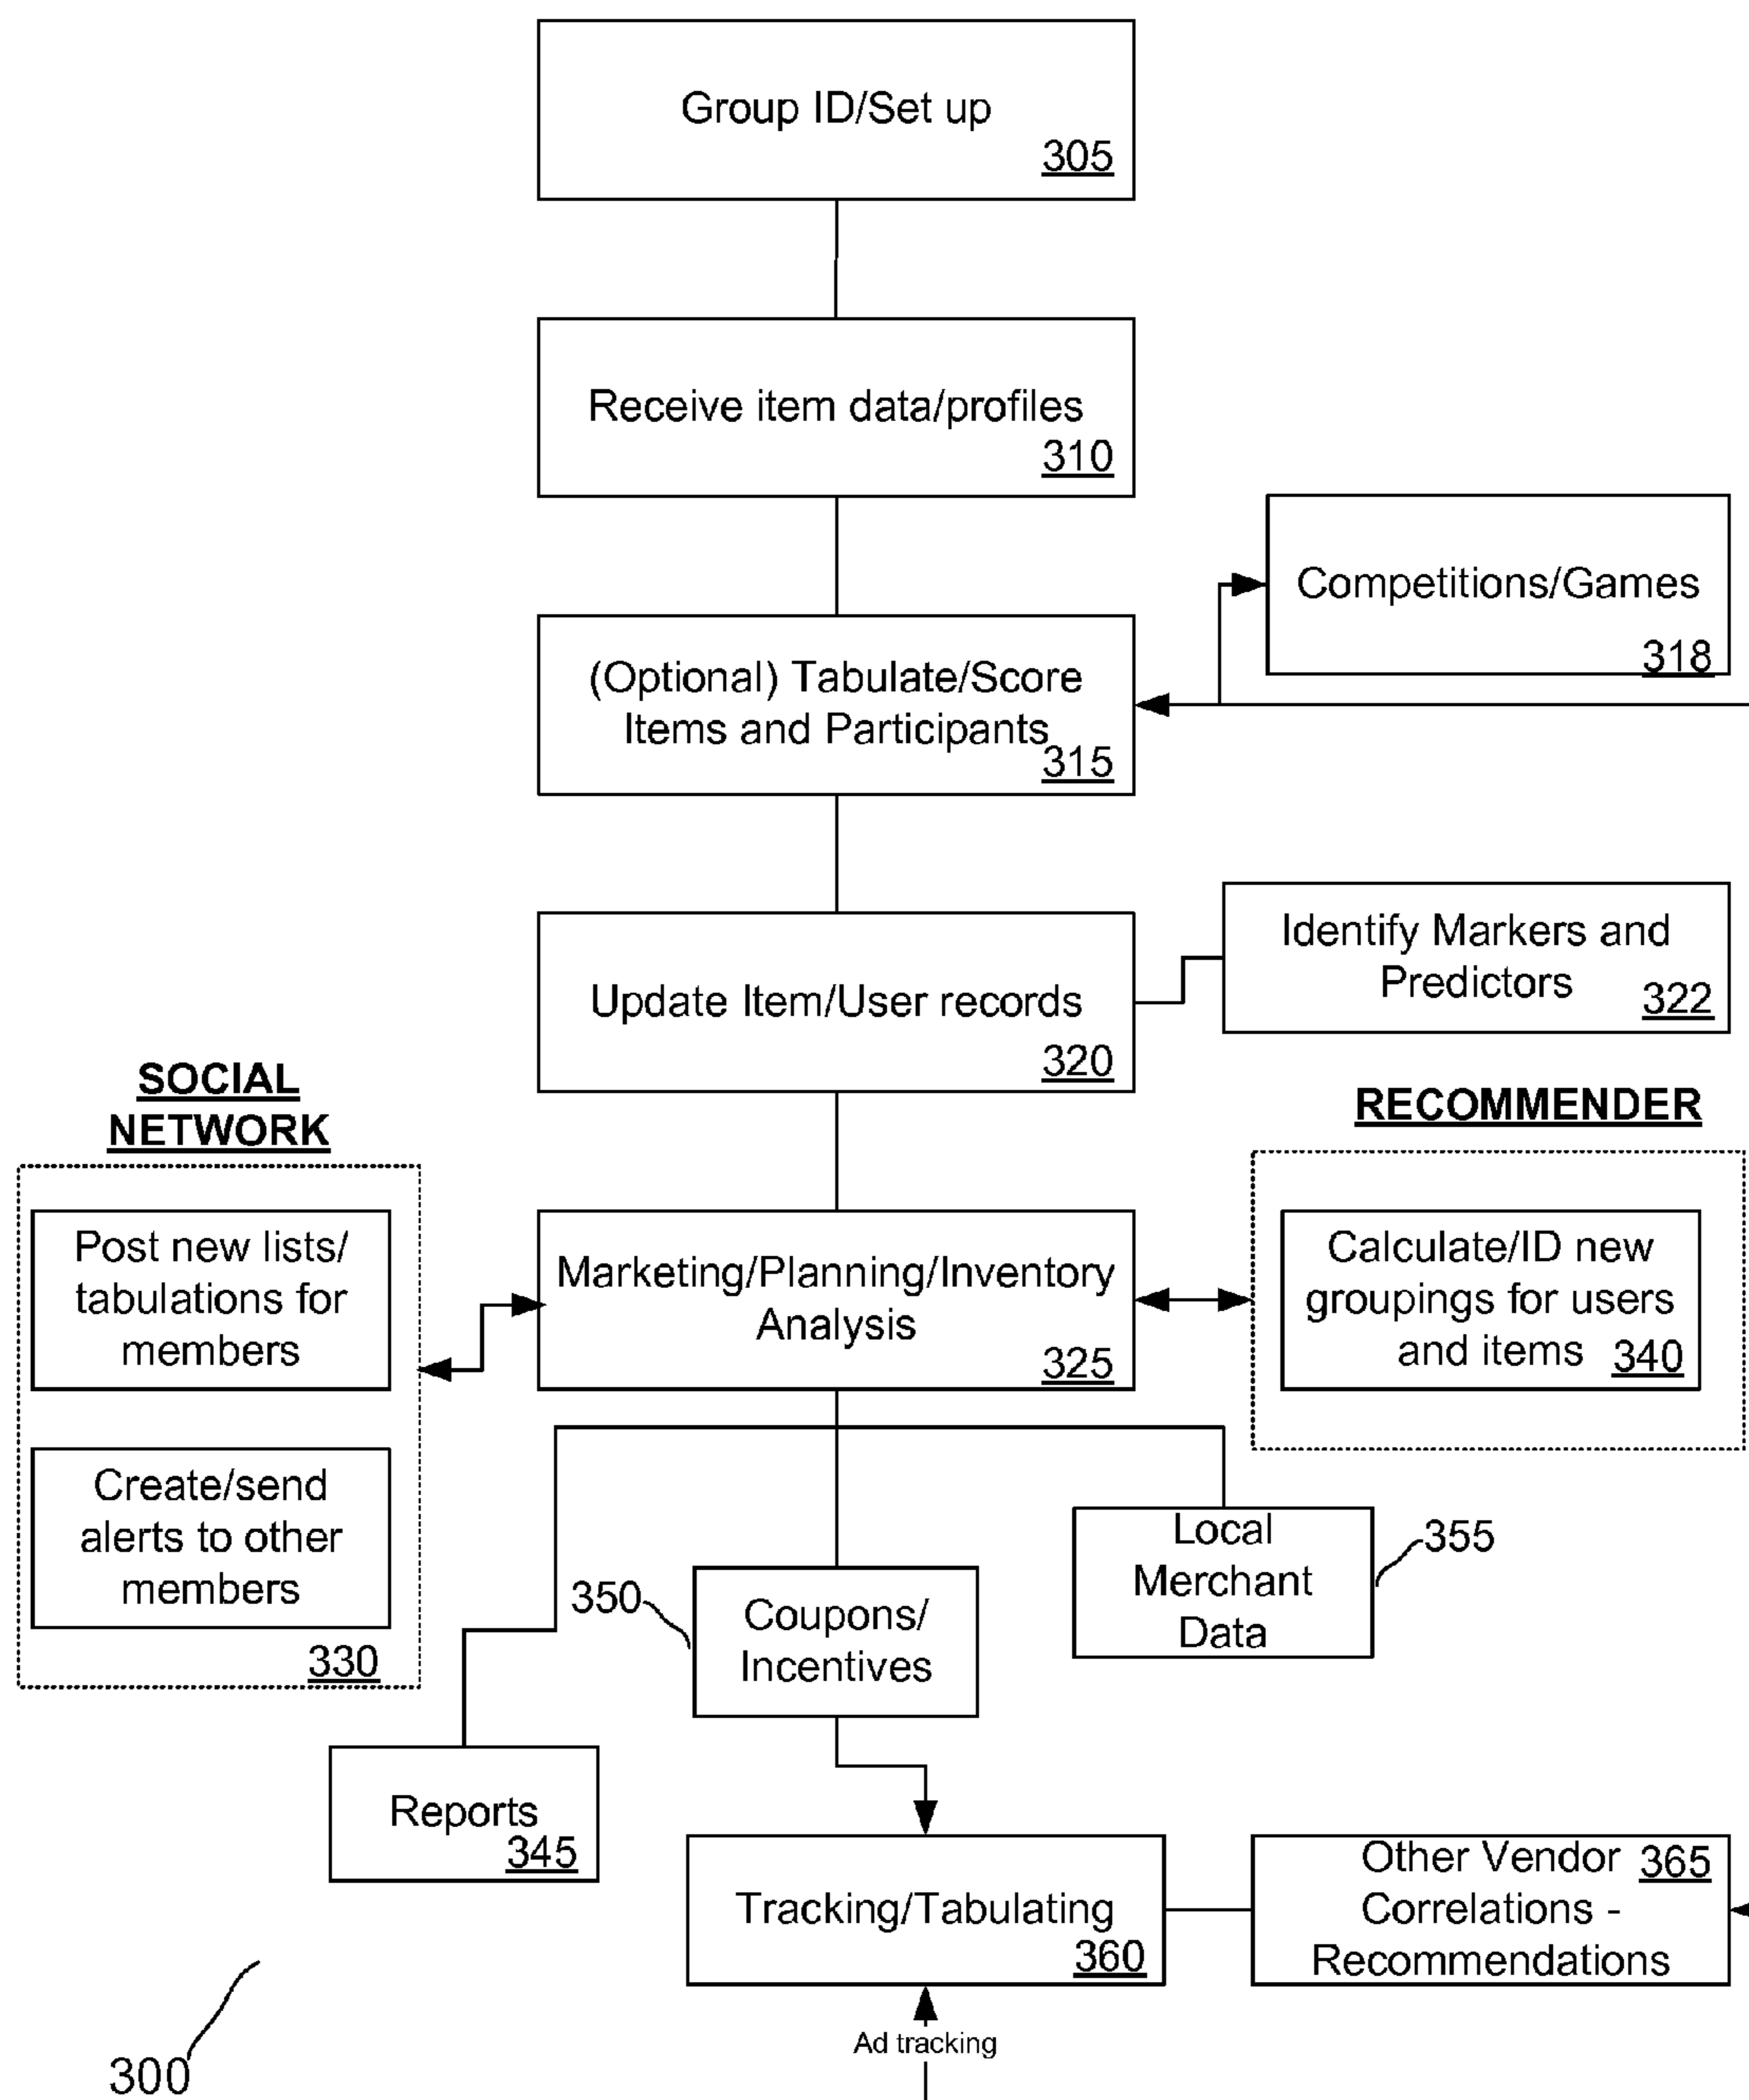 Group ID/Set up
305
Receive item data/profiles
310
Competitions/Games
318
(Optional) Tabulate/Score
Items and Participants
315
Identify Markers and
Predictors
322
Update Item/User records
320
SOCIAL
NETWORK
RECOMMENDER
Post new lists/
tabulations for
members
Marketing/Planning/Inventory
Analysis
325
Calculate/ID new
groupings for users
and items 340
Create/send
alerts to other
members
330
Local
Merchant
Data
355
350
Coupons/
Incentives
Reports
345
Tracking/Tabulating
360
Other Vendor 365
Correlations -
Recommendations
Ad tracking
300